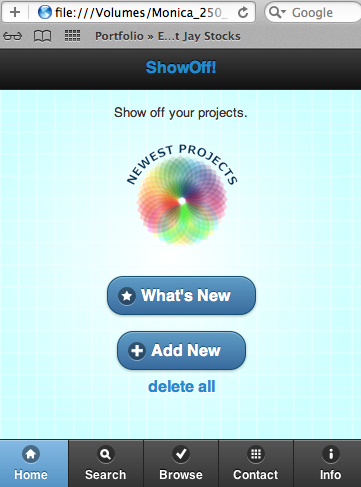 file:///Volumes/Monica_250_
Google
Portfolio » E...t Jay Stocks
ShowOff!
Show off your projects.
NEWEST PROJECTS
What's New
Add New
delete all
Home
Search
Browse
Contact
Info